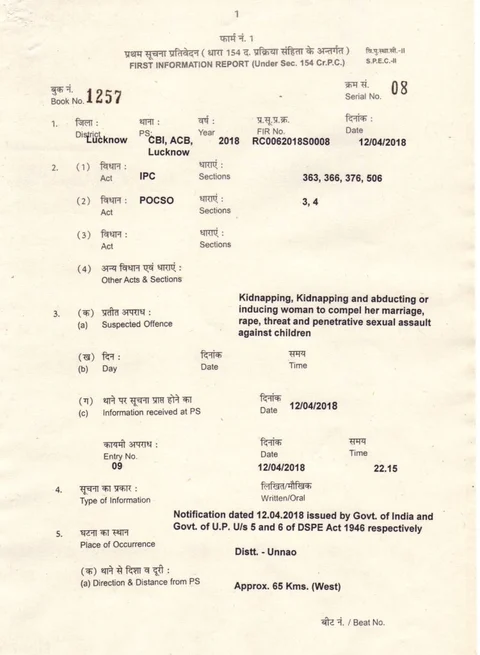 1
फार्म नं. 1
प्रथम सूचना प्रतिवेदन ( धारा 154 द. प्रक्रिया संहिता के अन्तर्गत )
FIRST INFORMATION REPORT (Under Sec. 154 Cr.P.C.)
S.P.E.C.-II
बुक नं.
Book No. 1257
क्रम सं.
Serial No. 08
1. जिला : थाना : वर्ष : प्र.सू.प्र.क्र. दिनांक :
District Lucknow PS: CBI, ACB, Lucknow Year 2018 FIR No. RC0062018S0008 Date 12/04/2018
2. (1) विधान : IPC धाराएं : 363, 366, 376, 506
Act Sections
(2) विधान : POCSO धाराएं : 3, 4
Act Sections
(3) विधान : धाराएं :
Act Sections
(4) अन्य विधान एवं धाराएं :
Other Acts & Sections
3. (क) प्रतीत अपराध :
(a) Suspected Offence
Kidnapping, Kidnapping and abducting or
inducing woman to compel her marriage,
rape, threat and penetrative sexual assault
against children
(ख) दिन : दिनांक समय
(b) Day Date Time
(ग) थाने पर सूचना प्राप्त होने का दिनांक
(c) Information received at PS Date 12/04/2018
कायमी अपराध : दिनांक समय
Entry No. Date Time
09 12/04/2018 22.15
4. सूचना का प्रकार : लिखित/मौखिक
Type of Information Written/Oral
Notification dated 12.04.2018 issued by Govt. of India and
Govt. of U.P. U/s 5 and 6 of DSPE Act 1946 respectively
5. घटना का स्थान
Place of Occurrence
Distt. - Unnao
(क) थाने से दिशा व दूरी :
(a) Direction & Distance from PS
Approx. 65 Kms. (West)
बीट नं. / Beat No.